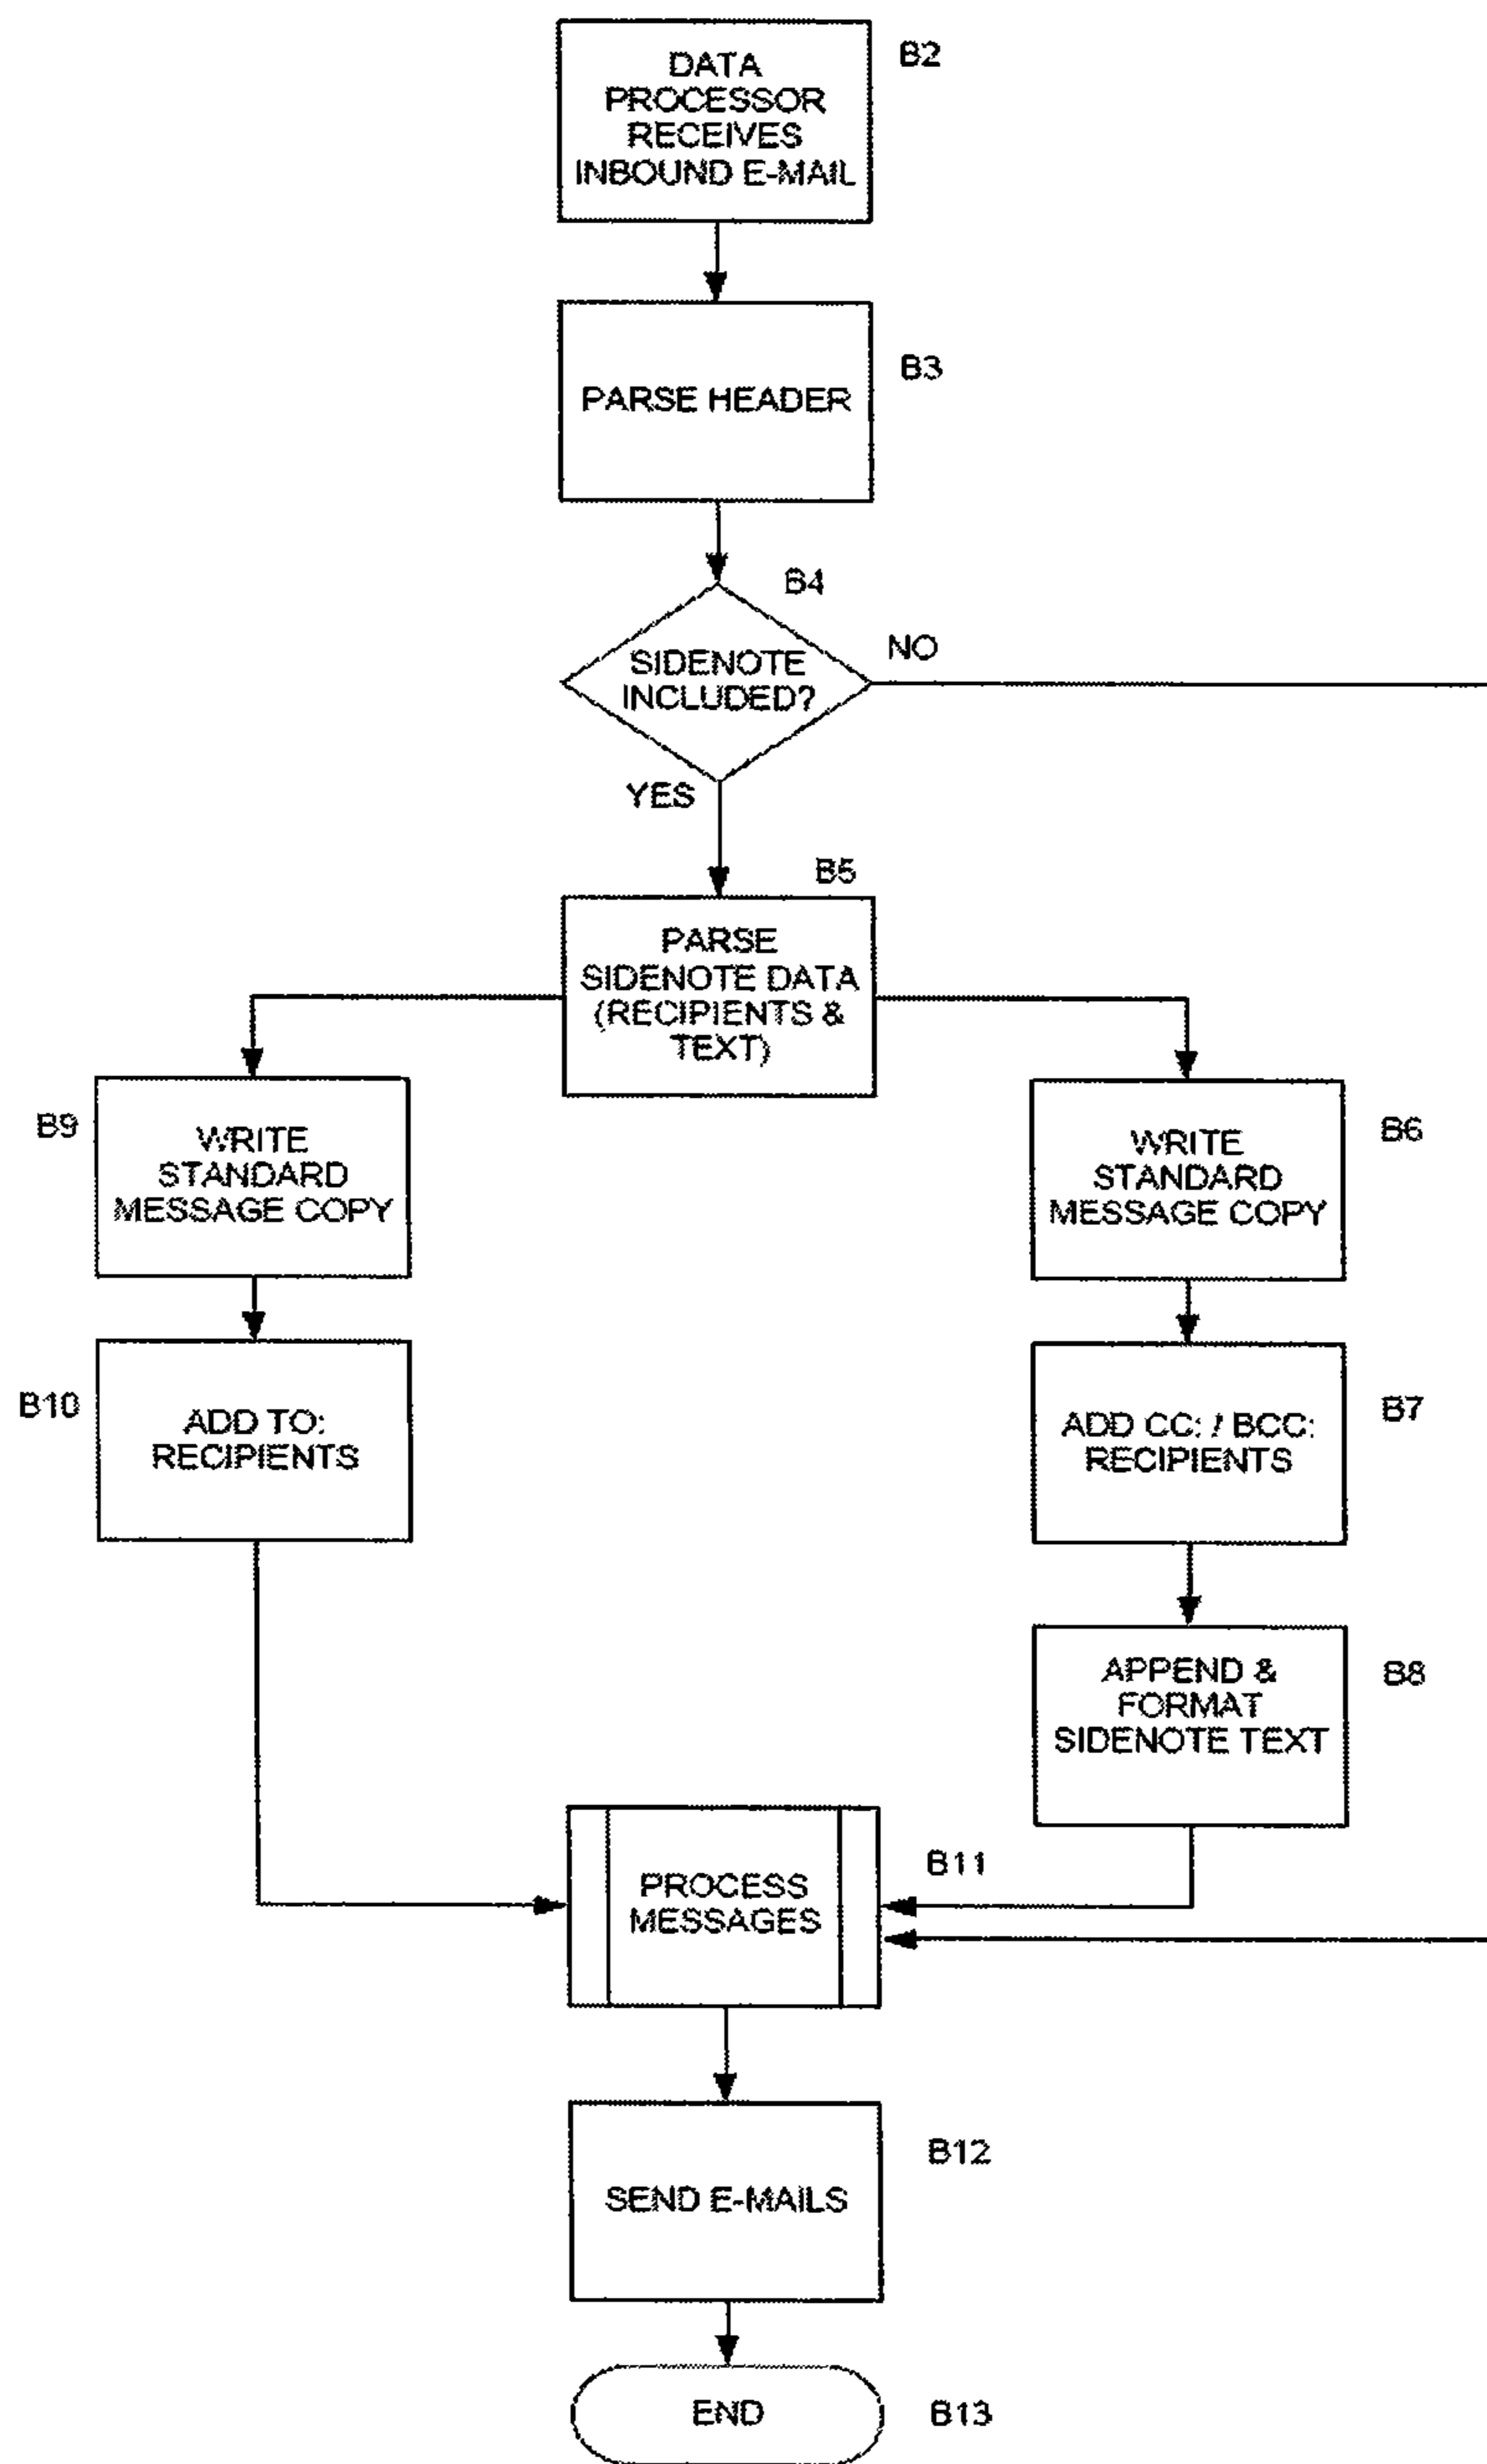 DATA
PROCESSOR
RECEIVES
INBOUND E-MAIL
B2
PARSE HEADER
B3
B4
SIDENOTE
INCLUDED?
NO
YES
B5
PARSE
SIDENOTE DATA
(RECIPIENTS &
TEXT)
B9
WRITE
STANDARD
MESSAGE COPY
WRITE
STANDARD
MESSAGE COPY
B6
B10
ADD TO:
RECIPIENTS
ADD CC: / BCC:
RECIPIENTS
B7
APPEND &
FORMAT
SIDENOTE TEXT
B8
PROCESS
MESSAGES
B11
SEND E-MAILS
B12
END
B13